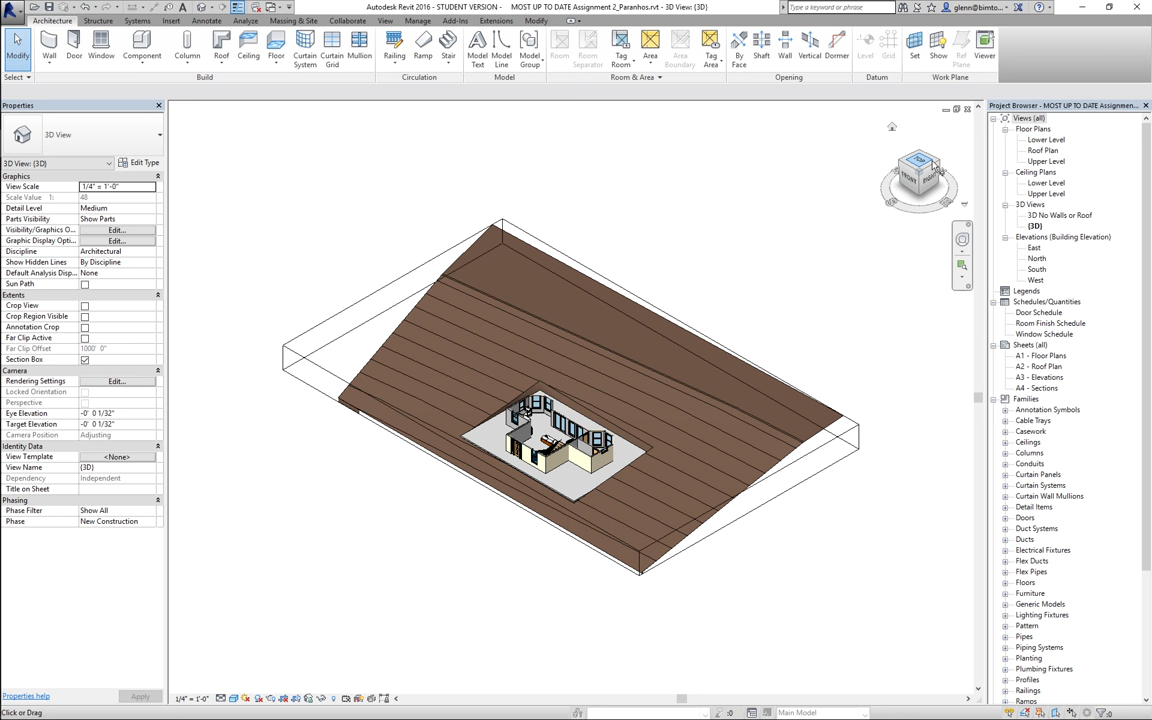 Autodesk Revit 2016 - STUDENT VERSION - MOST UP TO DATE Assignment 2_Paranhos.rvt - 3D View: {3D}
Type a keyword or phrase
glenn@bimto...
Architecture Structure Systems Insert Annotate Analyze Massing & Site Collaborate View Manage Add-Ins Extensions Modify
Modify Wall Door Window Component Column Roof Ceiling Floor Curtain System Curtain Grid Mullion Railing Ramp Stair Model Text Model Line Model Group Room Room Separator Tag Room Area Area Boundary Tag Area By Face Shaft Wall Vertical Dormer Level Grid Set Show Ref Plane Viewer
Select Build Circulation Model Room & Area Opening Datum Work Plane
Properties
3D View
3D View: {3D} Edit Type
Graphics
View Scale 1/4" = 1'-0"
Scale Value 1: 48
Detail Level Medium
Parts Visibility Show Parts
Visibility/Graphics O... Edit...
Graphic Display Opti... Edit...
Discipline Architectural
Show Hidden Lines By Discipline
Default Analysis Disp... None
Sun Path
Extents
Crop View
Crop Region Visible
Annotation Crop
Far Clip Active
Far Clip Offset 1000' 0"
Section Box
Camera
Rendering Settings Edit...
Locked Orientation
Perspective
Eye Elevation -0' 0 1/32"
Target Elevation -0' 0 1/32"
Camera Position Adjusting
Identity Data
View Template <None>
View Name {3D}
Dependency Independent
Title on Sheet
Phasing
Phase Filter Show All
Phase New Construction
Properties help Apply
TOP
FRONT RIGHT
Project Browser - MOST UP TO DATE Assignmen...
Views (all)
Floor Plans
Lower Level
Roof Plan
Upper Level
Ceiling Plans
Lower Level
Upper Level
3D Views
3D No Walls or Roof
{3D}
Elevations (Building Elevation)
East
North
South
West
Legends
Schedules/Quantities
Door Schedule
Room Finish Schedule
Window Schedule
Sheets (all)
A1 - Floor Plans
A2 - Roof Plan
A3 - Elevations
A4 - Sections
Families
Annotation Symbols
Cable Trays
Casework
Ceilings
Columns
Conduits
Curtain Panels
Curtain Systems
Curtain Wall Mullions
Detail Items
Doors
Duct Systems
Ducts
Electrical Fixtures
Flex Ducts
Flex Pipes
Floors
Furniture
Generic Models
Lighting Fixtures
Pattern
Pipes
Piping Systems
Planting
Plumbing Fixtures
Profiles
Railings
Ramps
1/4" = 1'-0"
Click or Drag
:0
Main Model
:0